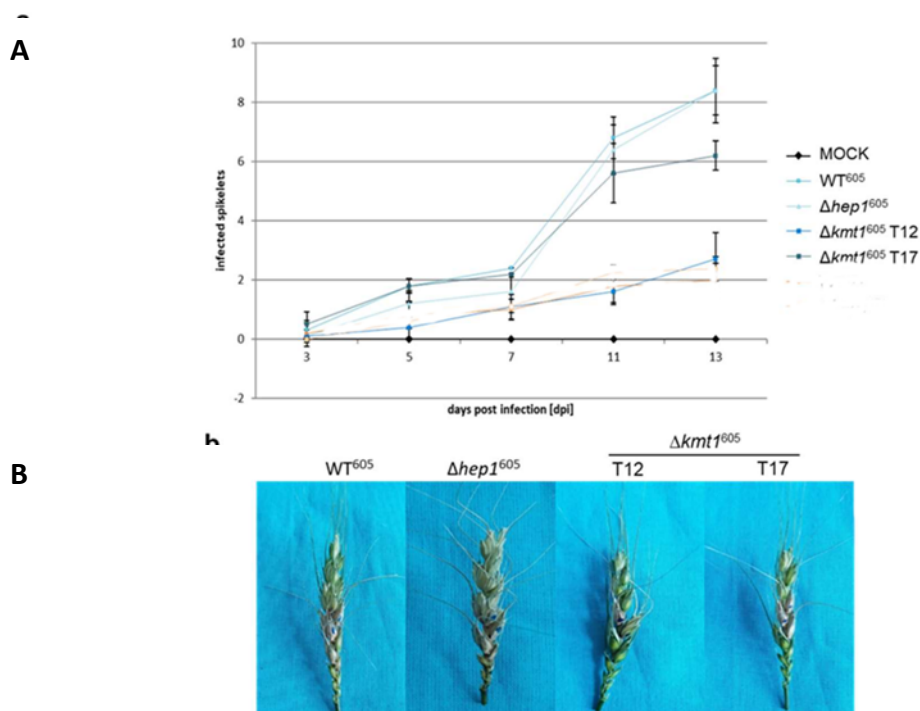 A
10
8
6
4
2
0
-2
infected spikelets
3 5 7 11 13
days post infection [dpi]
MOCK
WT⁶⁰⁵
Δhep1⁶⁰⁵
Δkmt1⁶⁰⁵ T12
Δkmt1⁶⁰⁵ T17
b
B
Δkmt1⁶⁰⁵
WT⁶⁰⁵ Δhep1⁶⁰⁵ T12 T17